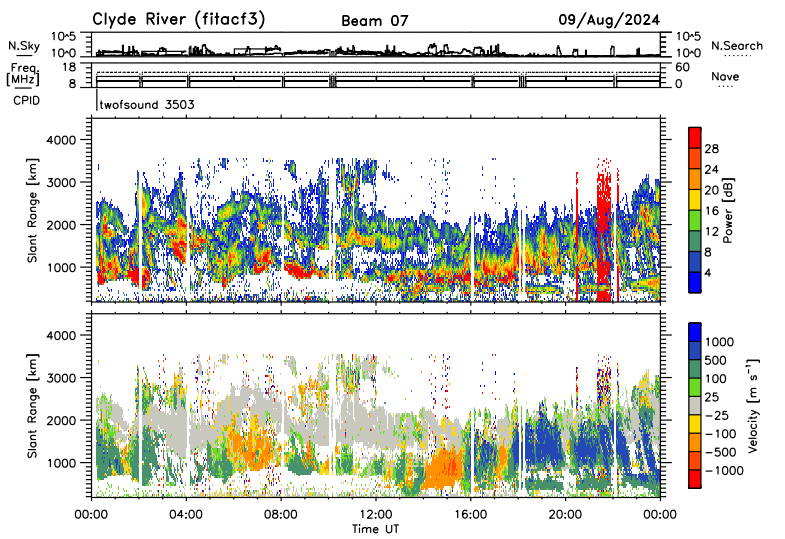 Clyde River (fitacf3) Beam 07 09/Aug/2024
N.Sky 10^5 10^0 10^5 10^0 N.Search
Freq. [MHz] 18 8 60 0 Nave
CPID twofsound 3503
Slant Range [km] 4000 3000 2000 1000
Power [dB] 28 24 20 16 12 8 4
Slant Range [km] 4000 3000 2000 1000
Velocity [m s⁻¹] 1000 500 100 25 −25 −100 −500 −1000
00:00 04:00 08:00 12:00 16:00 20:00 00:00
Time UT